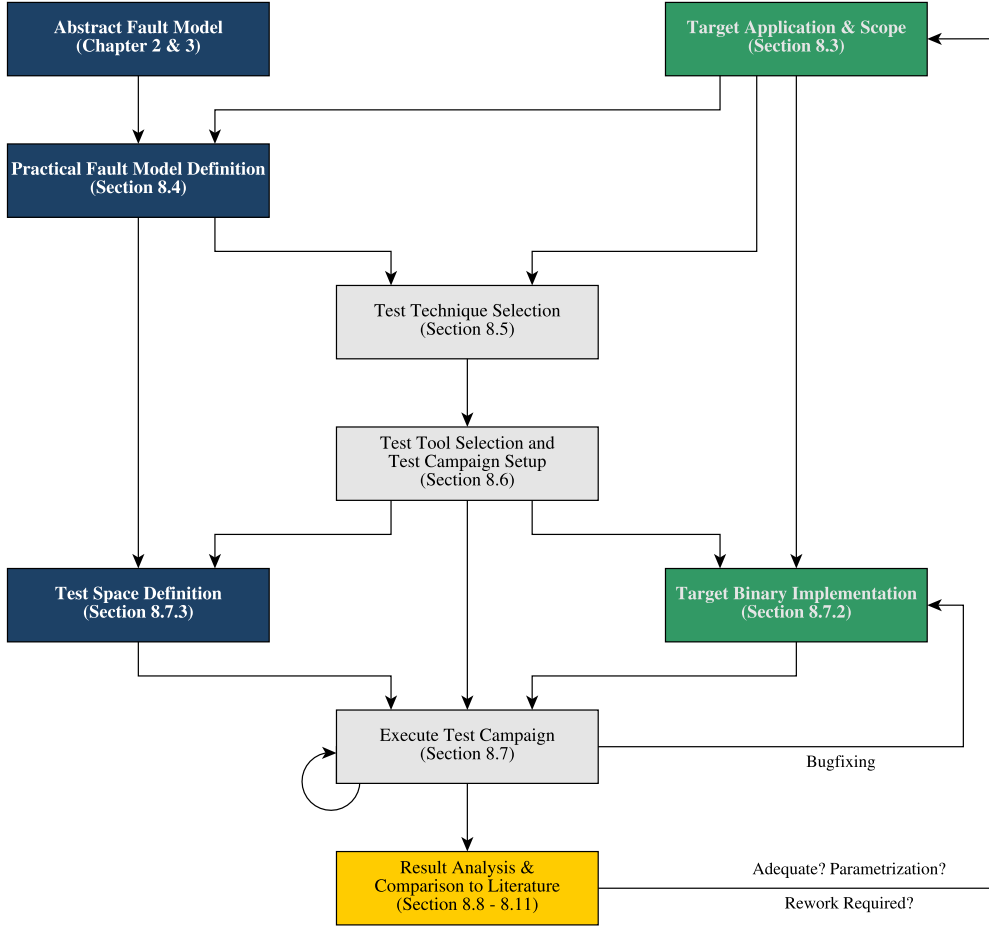 Abstract Fault Model
(Chapter 2 & 3)
Target Application & Scope
(Section 8.3)
Practical Fault Model Definition
(Section 8.4)
Test Technique Selection
(Section 8.5)
Test Tool Selection and
Test Campaign Setup
(Section 8.6)
Test Space Definition
(Section 8.7.3)
Target Binary Implementation
(Section 8.7.2)
Execute Test Campaign
(Section 8.7)
Bugfixing
Result Analysis &
Comparison to Literature
(Section 8.8 - 8.11)
Adequate? Parametrization?
Rework Required?